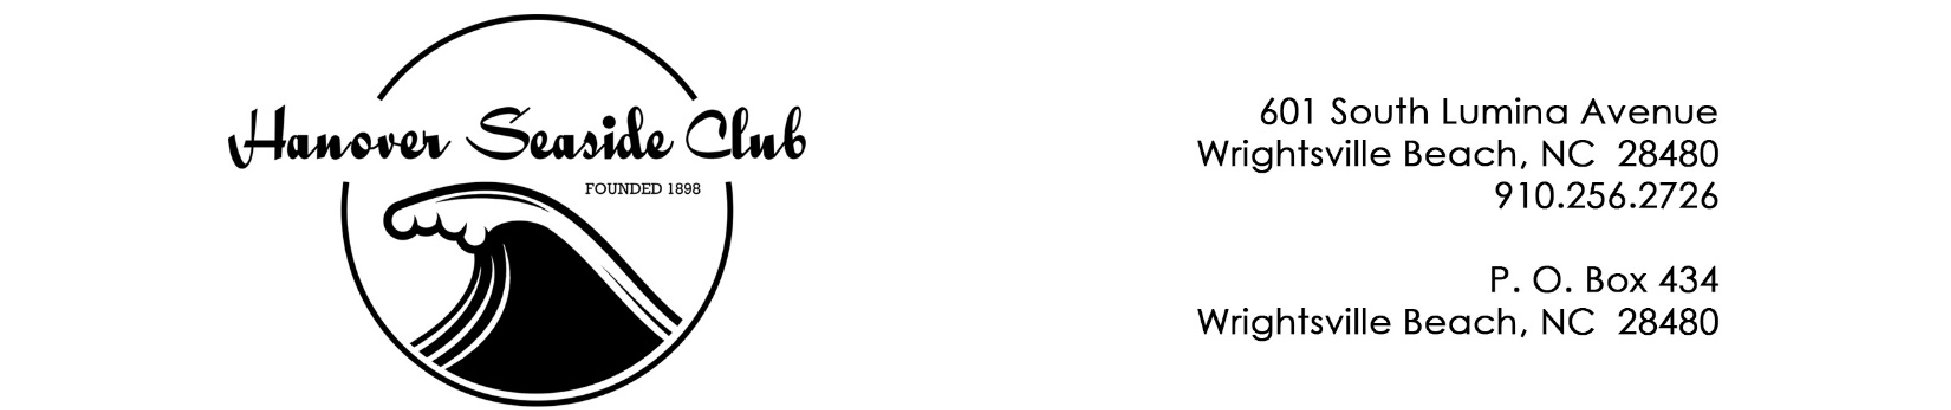 Hanover Seaside Club
FOUNDED 1898
601 South Lumina Avenue
Wrightsville Beach, NC  28480
910.256.2726
P. O. Box 434
Wrightsville Beach, NC  28480